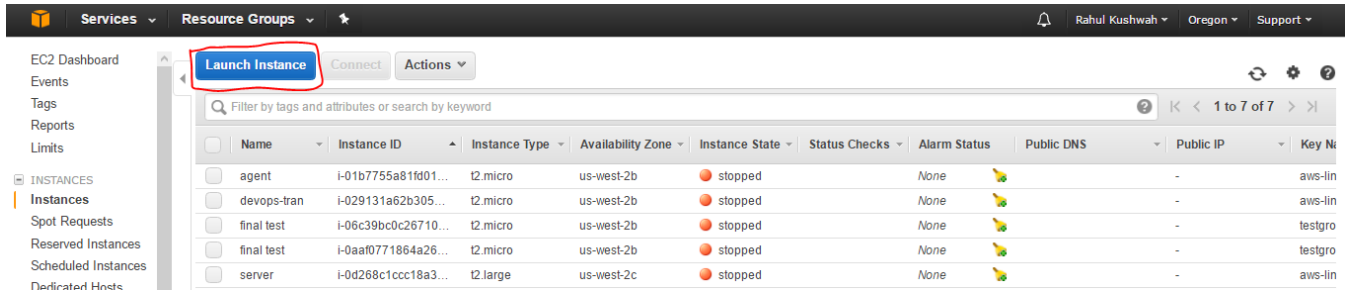 Services Resource Groups Rahul Kushwah Oregon Support
EC2 Dashboard
Events
Tags
Reports
Limits
INSTANCES
Instances
Spot Requests
Reserved Instances
Scheduled Instances
Dedicated Hosts
Launch Instance Connect Actions
Filter by tags and attributes or search by keyword 1 to 7 of 7
Name Instance ID Instance Type Availability Zone Instance State Status Checks Alarm Status Public DNS Public IP Key Na
agent i-01b7755a81fd01... t2.micro us-west-2b stopped None - aws-lin
devops-tran i-029131a62b305... t2.micro us-west-2b stopped None - aws-lin
final test i-06c39bc0c26710... t2.micro us-west-2b stopped None - testgro
final test i-0aaf0771864a26... t2.micro us-west-2b stopped None - testgro
server i-0d268c1ccc18a3... t2.large us-west-2c stopped None - aws-lin